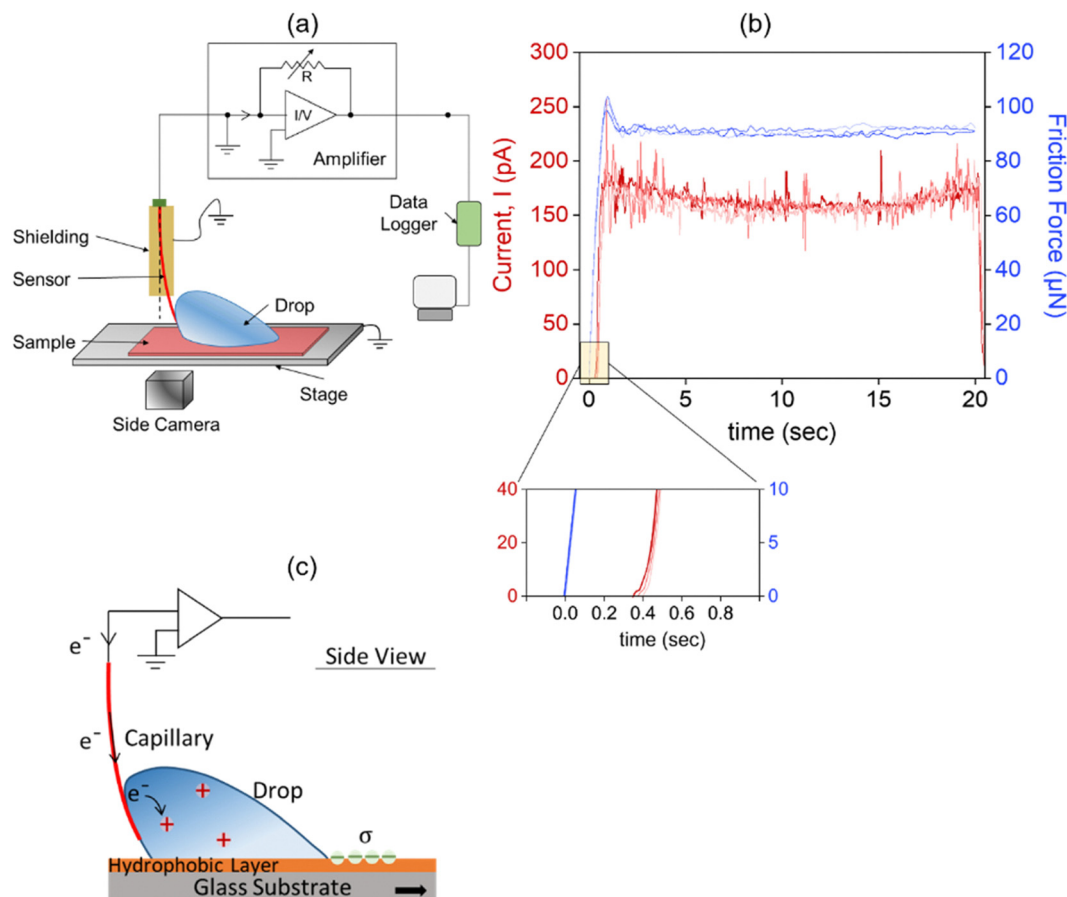 (a)
R
I/V
Amplifier
Data
Logger
Shielding
Sensor
Drop
Sample
Stage
Side Camera
(b)
300
250
200
150
100
50
0
Current, I (pA)
120
100
80
60
40
20
0
Friction Force (μN)
0 5 10 15 20
time (sec)
40
20
0
10
5
0
0.0 0.2 0.4 0.6 0.8
time (sec)
(c)
e-
Side View
e-
Capillary
e-
Drop
+
+
+
σ
Hydrophobic Layer
Glass Substrate